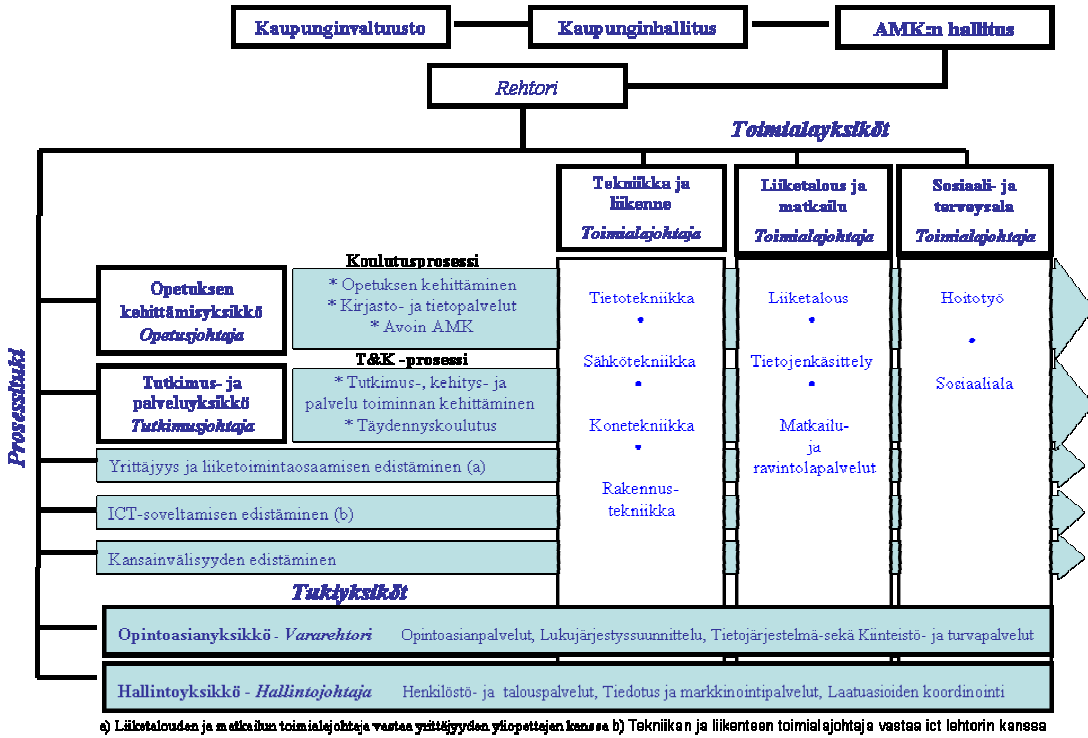 Kaupunginvaltuusto
Kaupunginhallitus
AMK:n hallitus
Rehtori
Toimialayksiköt
Tekniikka ja
liikenne
Toimialajohtaja
Liiketalous ja
matkailu
Toimialajohtaja
Sosiaali- ja
terveysala
Toimialajohtaja
Prosessituki
Koulutusprosessi
Opetuksen
kehittämisyksikkö
Opetusjohtaja
* Opetuksen kehittäminen
* Kirjasto- ja tietopalvelut
* Avoin AMK
T&K -prosessi
Tutkimus- ja
palveluyksikkö
Tutkimusjohtaja
* Tutkimus-, kehitys- ja
palvelu toiminnan kehittäminen
* Täydennyskoulutus
Yrittäjyys ja liiketoimintaosaamisen edistäminen (a)
ICT-soveltamisen edistäminen (b)
Kansainvälisyyden edistäminen
Tietotekniikka
•
Sähkötekniikka
•
Konetekniikka
•
Rakennus-
tekniikka
Liiketalous
•
Tietojenkäsittely
•
Matkailu-
ja
ravintolapalvelut
Hoitotyö
•
Sosiaaliala
Tukiyksiköt
Opintoasianyksikkö - Vararehtori Opintoasianpalvelut, Lukujärjestyssuunnittelu, Tietojärjestelmä-sekä Kiinteistö- ja turvapalvelut
Hallintoyksikkö - Hallintojohtaja Henkilöstö- ja talouspalvelut, Tiedotus ja markkinointipalvelut, Laatuasioiden koordinointi
a) Liiketalouden ja matkailun toimialajohtaja vastaa yrittäjyyden yliopettajan kanssa b) Tekniikan ja liikenteen toimialajohtaja vastaa ict lehtorin kanssa